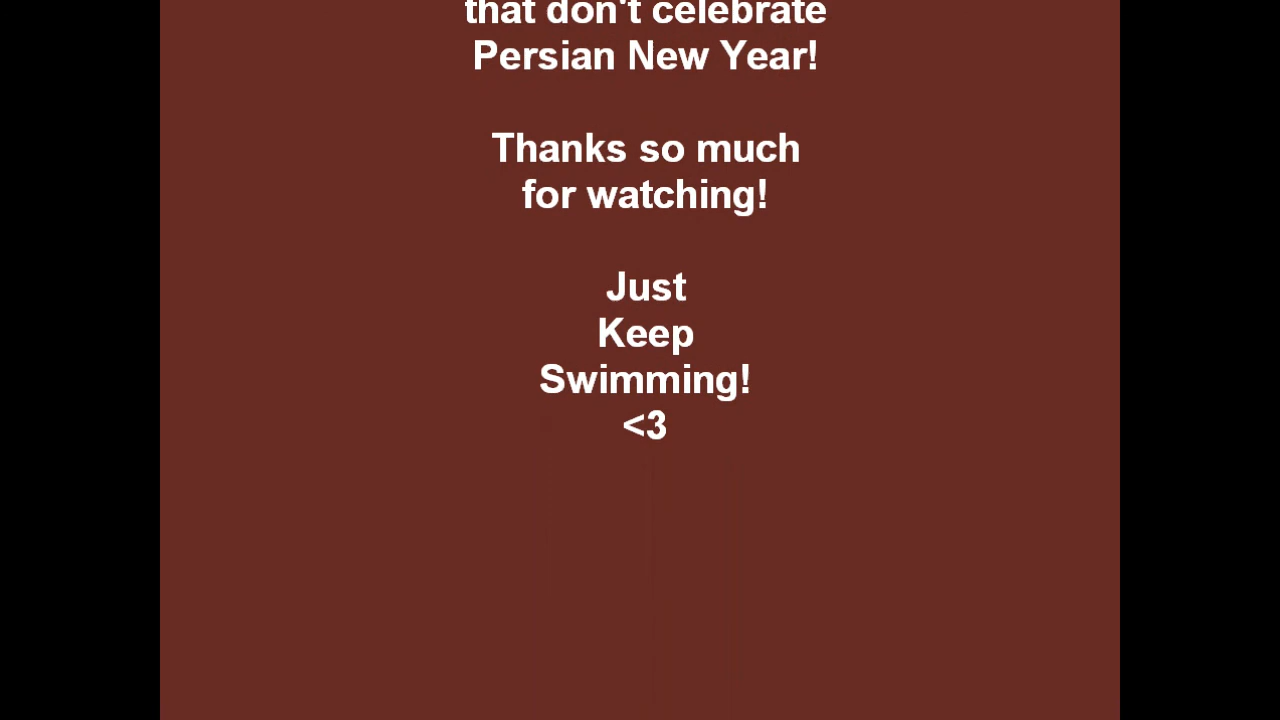 that don't celebrate
Persian New Year!
Thanks so much
for watching!
Just
Keep
Swimming!
<3